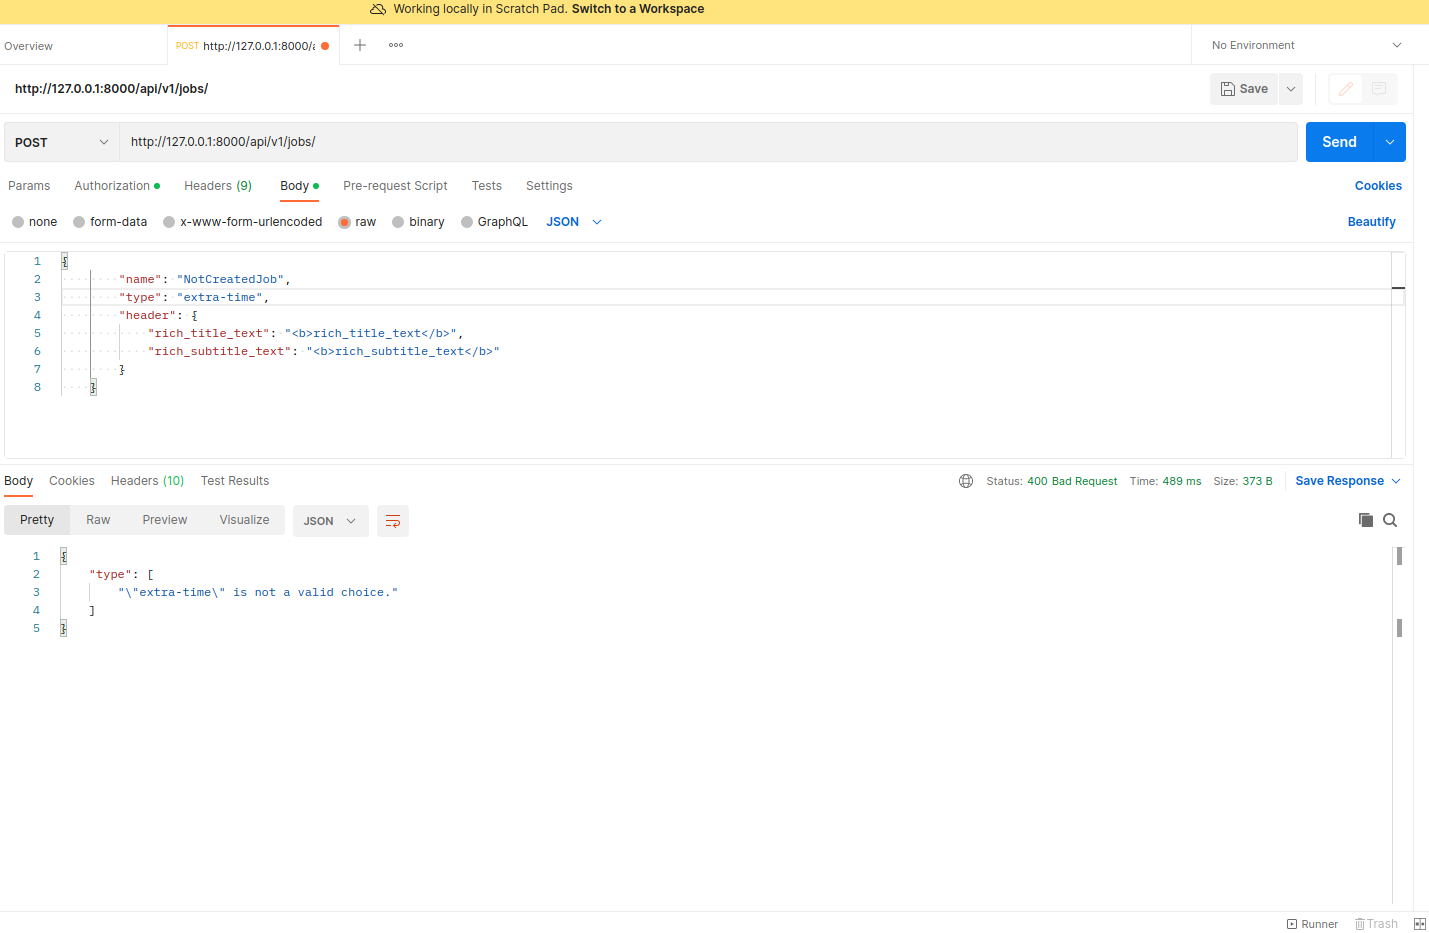 Working locally in Scratch Pad. Switch to a Workspace
Overview
POST http://127.0.0.1:8000/a
No Environment
http://127.0.0.1:8000/api/v1/jobs/
Save
POST
http://127.0.0.1:8000/api/v1/jobs/
Send
Params Authorization Headers (9) Body Pre-request Script Tests Settings Cookies
none form-data x-www-form-urlencoded raw binary GraphQL JSON Beautify
1 {
2 "name": "NotCreatedJob",
3 "type": "extra-time",
4 "header": {
5 "rich_title_text": "<b>rich_title_text</b>",
6 "rich_subtitle_text": "<b>rich_subtitle_text</b>"
7 }
8 }
Body Cookies Headers (10) Test Results Status: 400 Bad Request Time: 489 ms Size: 373 B Save Response
Pretty Raw Preview Visualize JSON
1 {
2 "type": [
3 "\"extra-time\" is not a valid choice."
4 ]
5 }
Runner Trash